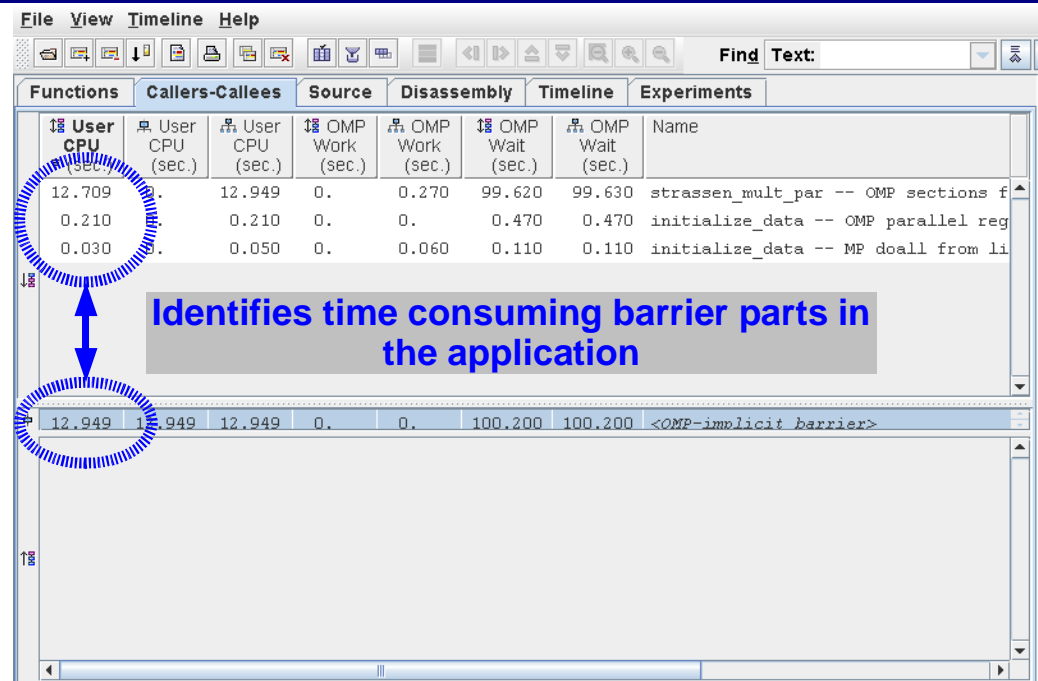 File View Timeline Help
Find Text:
Functions Callers-Callees Source Disassembly Timeline Experiments
User CPU (sec.) User CPU (sec.) User CPU (sec.) OMP Work (sec.) OMP Work (sec.) OMP Wait (sec.) OMP Wait (sec.) Name
12.709 0. 12.949 0. 0.270 99.620 99.630 strassen_mult_par -- OMP sections f
0.210 0. 0.210 0. 0. 0.470 0.470 initialize_data -- OMP parallel reg
0.030 0. 0.050 0. 0.060 0.110 0.110 initialize_data -- MP doall from li
Identifies time consuming barrier parts in
the application
12.949 12.949 12.949 0. 0. 100.200 100.200 <OMP-implicit barrier>